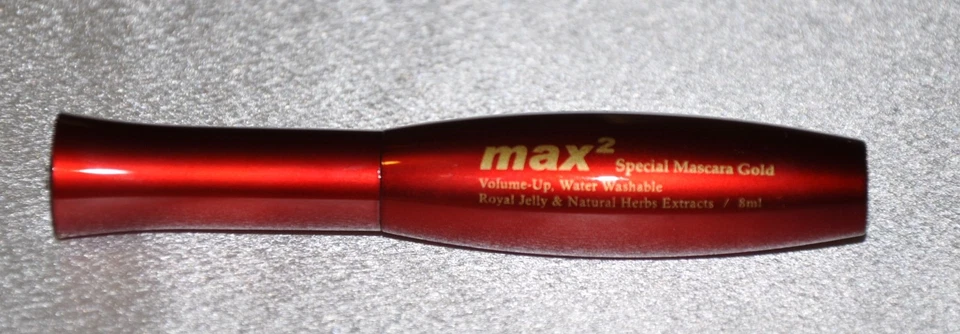 max² Special Mascara Gold
Volume-Up, Water Washable
Royal Jelly & Natural Herbs Extracts / 8ml